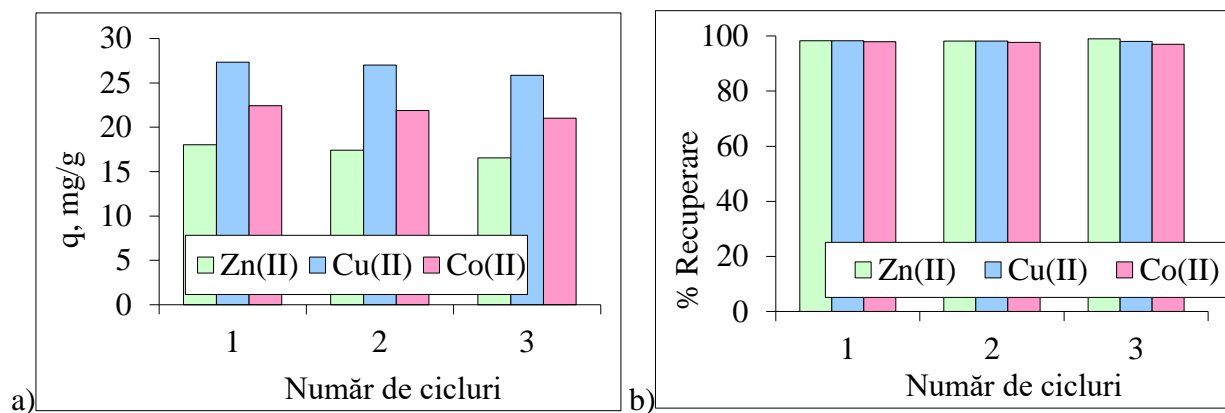 30
25
20
15
10
5
0
q, mg/g
Zn(II) Cu(II) Co(II)
1 2 3
Număr de cicluri
a)
100
80
60
40
20
0
% Recuperare
Zn(II) Cu(II) Co(II)
1 2 3
Număr de cicluri
b)